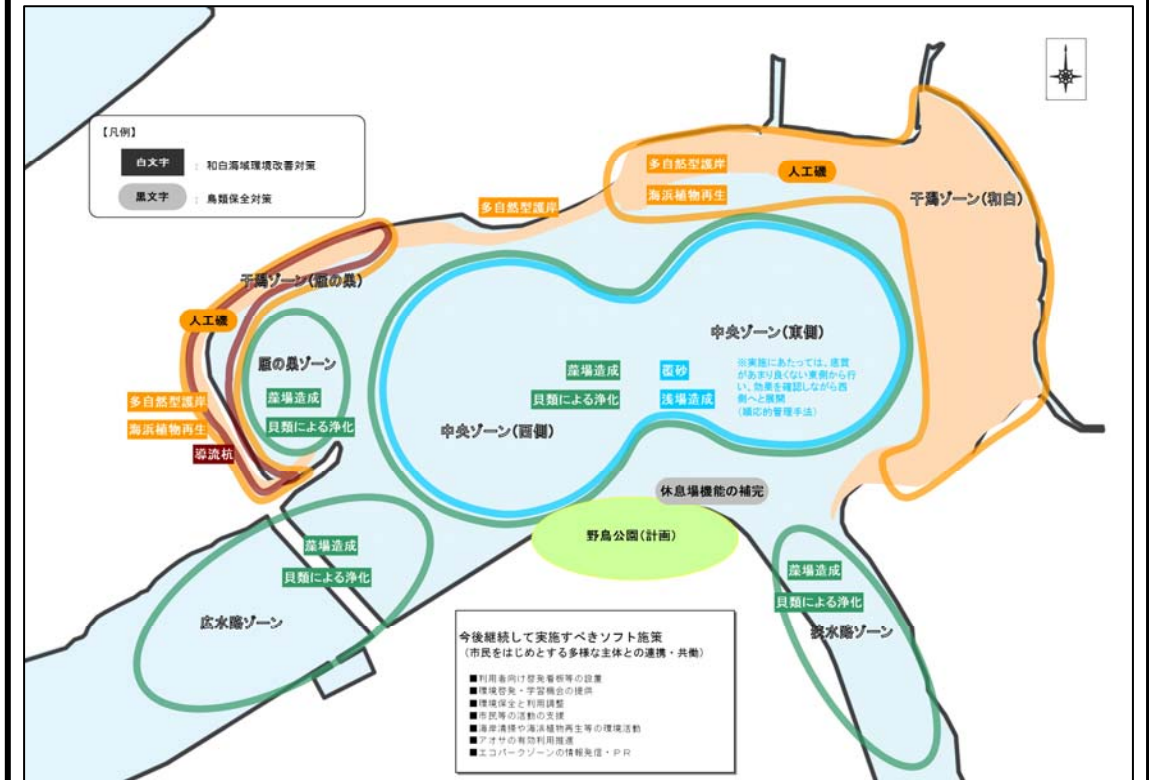 【凡例】
白文字 : 和白海域環境改善対策
黒文字 : 鳥類保全対策
多自然型護岸
海浜植物再生
人工磯
干潟ゾーン(和白)
多自然型護岸
干潟ゾーン(雁の巣)
人工磯
雁の巣ゾーン
藻場造成
貝類による浄化
多自然型護岸
海浜植物再生
導流杭
中央ゾーン(東側)
藻場造成
貝類による浄化
覆砂
浅場造成
※実施にあたっては、底質
があまり良くない東側から行
い、効果を確認しながら西
側へと展開
(順応的管理手法)
中央ゾーン(西側)
休息場機能の補完
野鳥公園(計画)
藻場造成
貝類による浄化
広水路ゾーン
藻場造成
貝類による浄化
狭水路ゾーン
今後継続して実施すべきソフト施策
(市民をはじめとする多様な主体との連携・共働)
■利用者向け啓発看板等の設置
■環境啓発・学習機会の提供
■環境保全と利用調整
■市民等の活動の支援
■海岸清掃や海浜植物再生等の環境活動
■アオサの有効利用推進
■エコパークゾーンの情報発信・PR